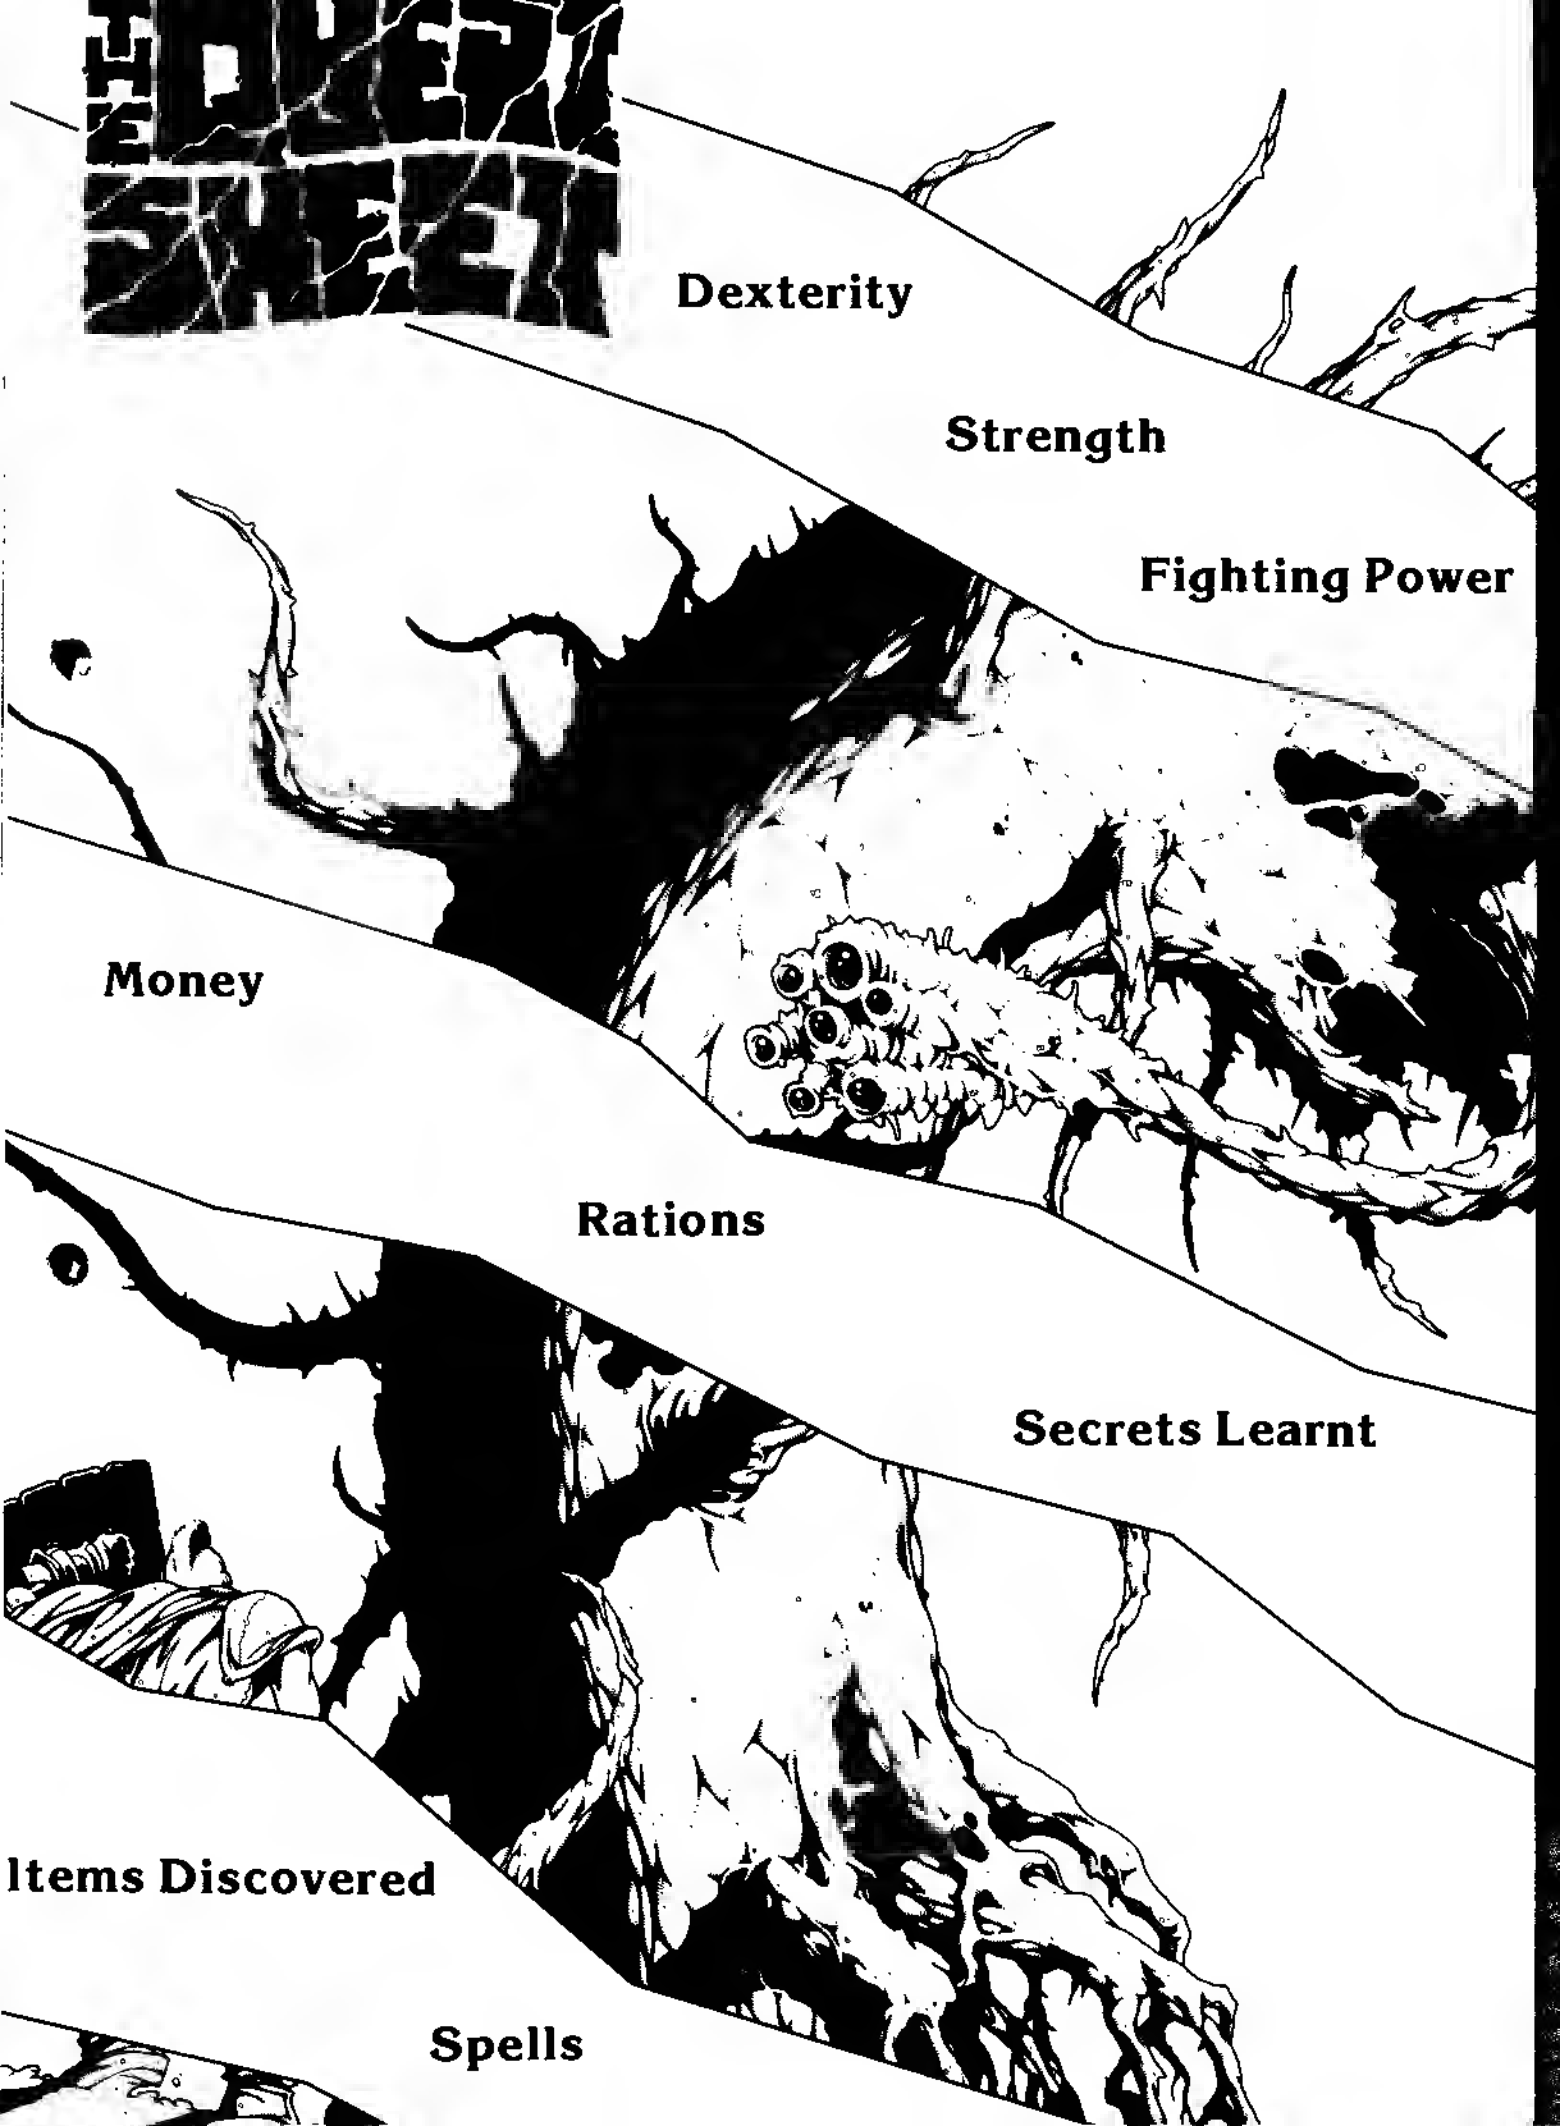 THE QUEST
SHEET
Dexterity
Strength
Fighting Power
Money
Rations
Secrets Learnt
Items Discovered
Spells